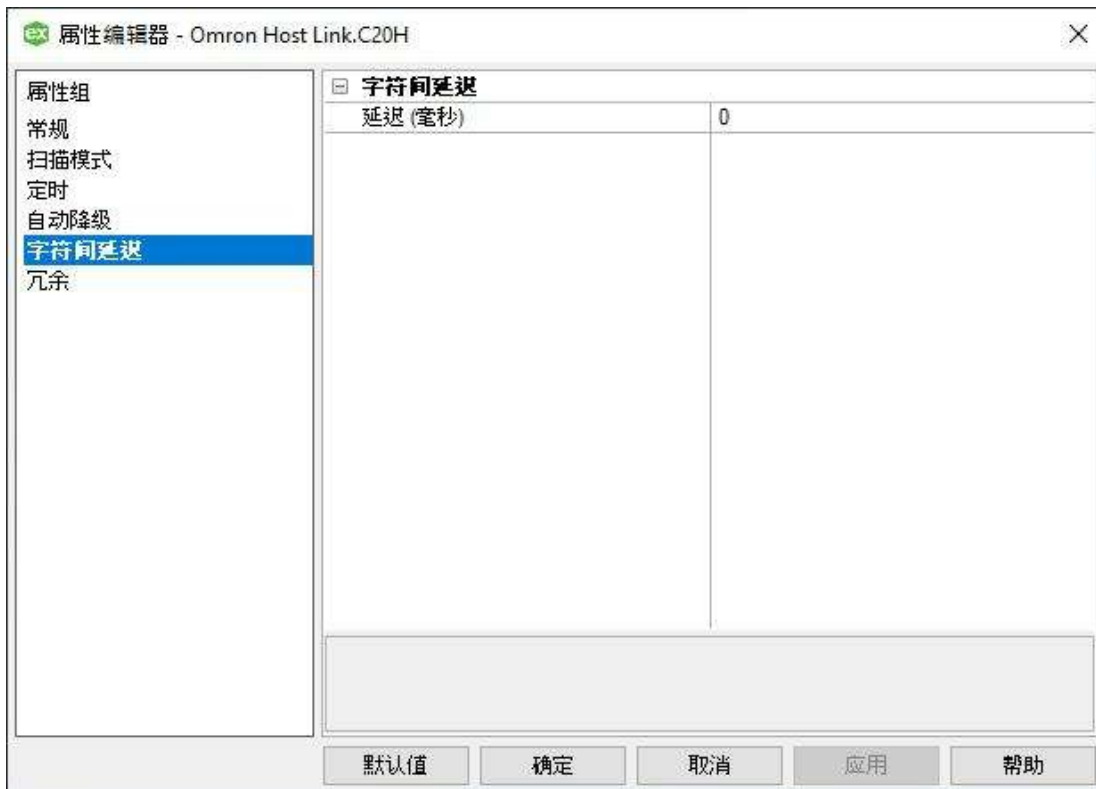 ex 属性编辑器 - Omron Host Link.C20H
属性组
常规
扫描模式
定时
自动降级
字符间延迟
冗余
字符间延迟
延迟 (毫秒) 0
默认值 确定 取消 应用 帮助